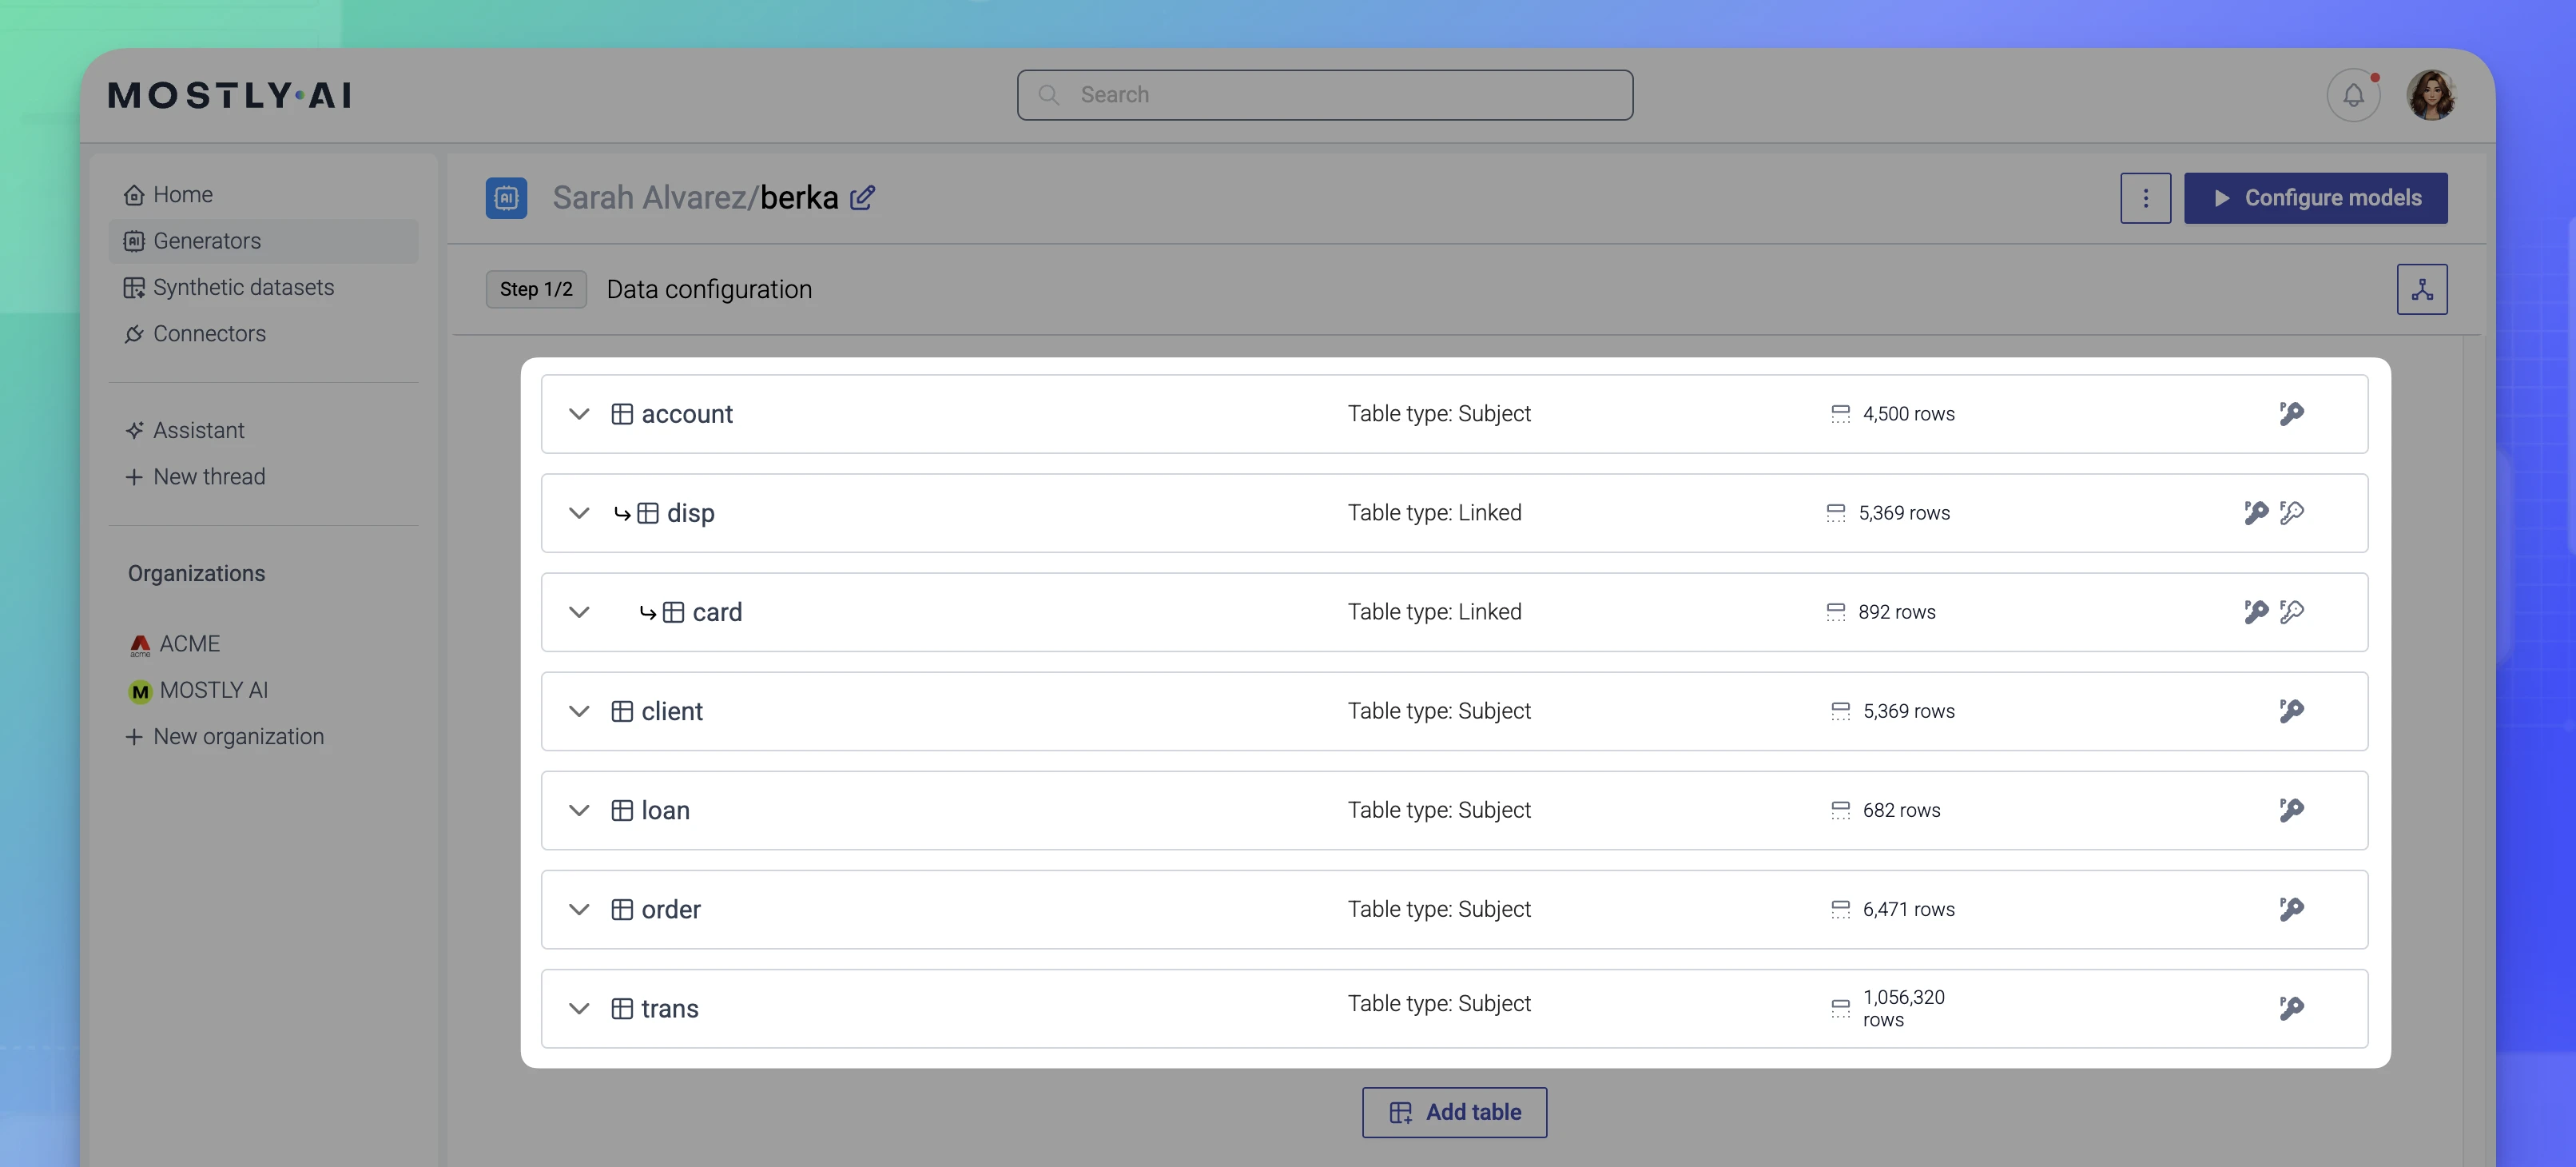 MOSTLY·AI
Search
Home
Generators
Synthetic datasets
Connectors
Assistant
New thread
Organizations
acme ACME
M MOSTLY AI
New organization
AI Sarah Alvarez/berka
Configure models
Step 1/2 Data configuration
account Table type: Subject 4,500 rows P
disp Table type: Linked 5,369 rows P F
card Table type: Linked 892 rows P F
client Table type: Subject 5,369 rows P
loan Table type: Subject 682 rows P
order Table type: Subject 6,471 rows P
trans Table type: Subject 1,056,320
rows P
Add table